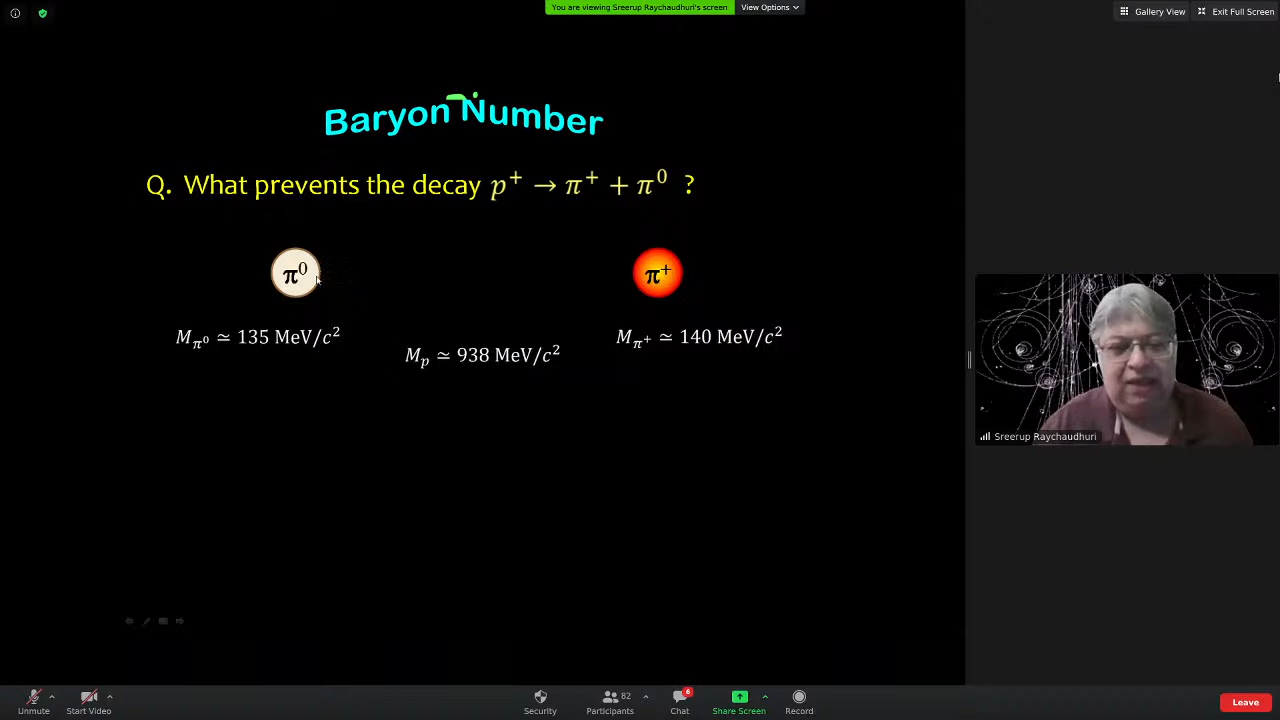 You are viewing Sreerup Raychaudhuri's screen View Options
Gallery View Exit Full Screen
Baryon Number
Q. What prevents the decay p⁺ → π⁺ + π⁰ ?
π⁰ π⁺
M_π⁰ ≃ 135 MeV/c² M_π⁺ ≃ 140 MeV/c²
M_p ≃ 938 MeV/c²
Sreerup Raychaudhuri
82 6
Unmute Start Video Security Participants Chat Share Screen Record Leave